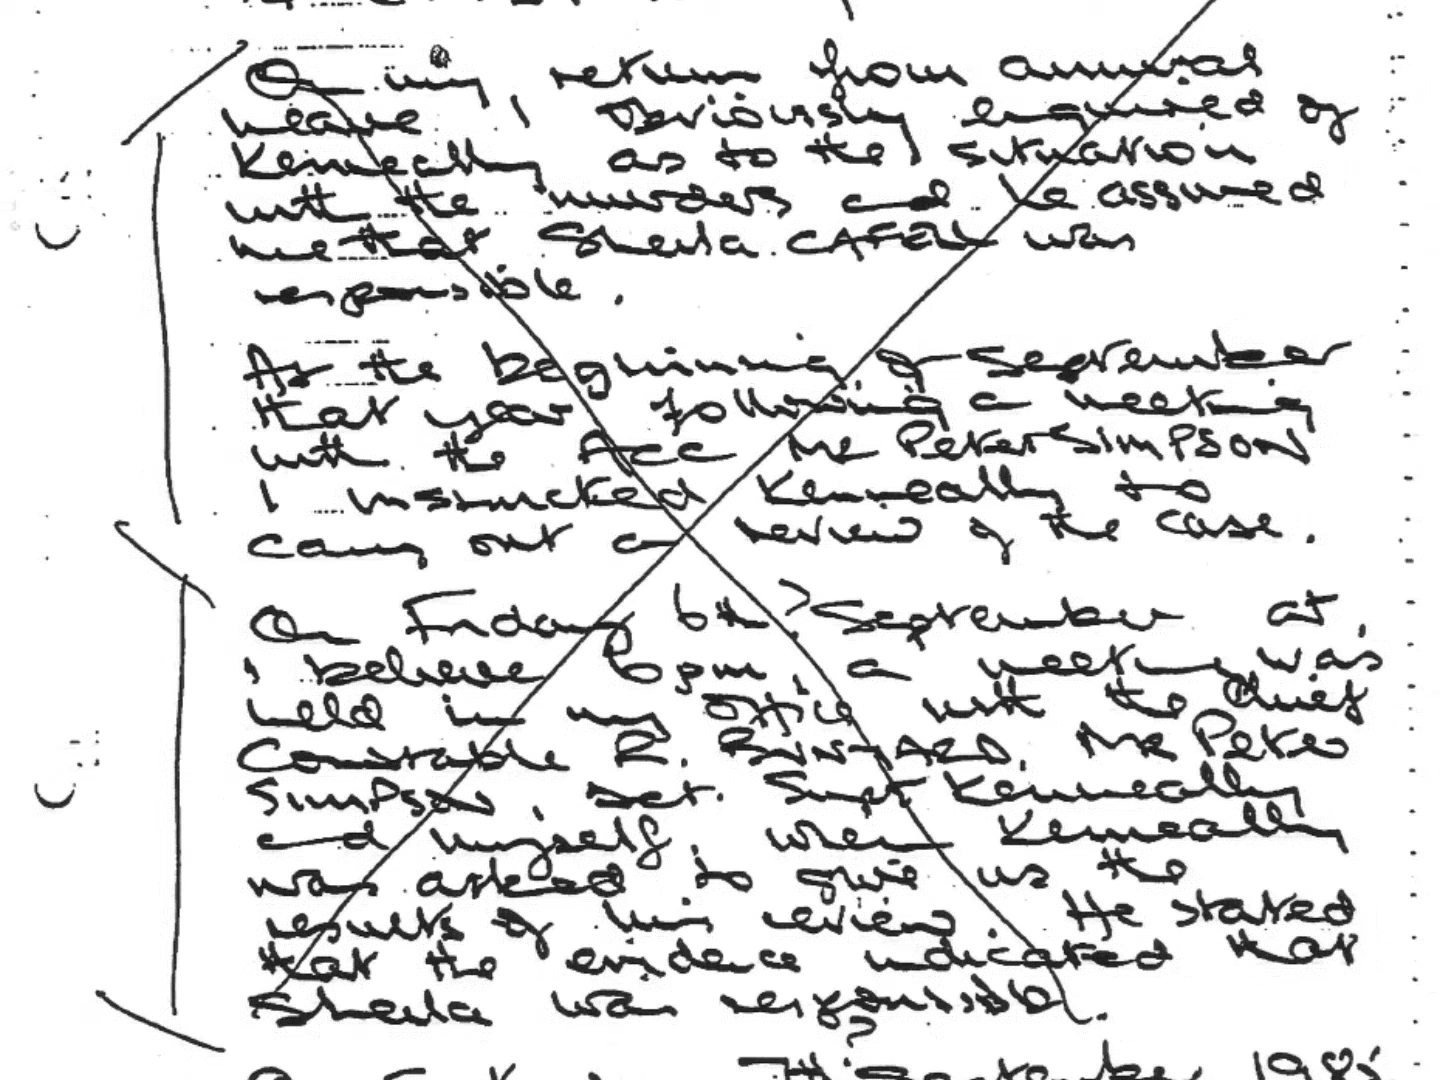 On my return from annual
leave, I obviously enquired of
Kenneally as to the situation
with the murders and he assured
me that Sheila CAFELL was
responsible.
At the beginning of September
that year following a meeting
with the ACC Mr Peter SIMPSON
I instructed Kenneally to
carry out a review of the case.
On Friday 6th September at,
I believe 6pm, a meeting was
held in my office with the Chief
Constable R. BUNYARD, Mr Peter
SIMPSON, Det. Supt Kenneally
and myself, when Kenneally
was asked to give us the
results of his review. He stated
that the evidence indicated that
Sheila was responsible.
7th September 1985